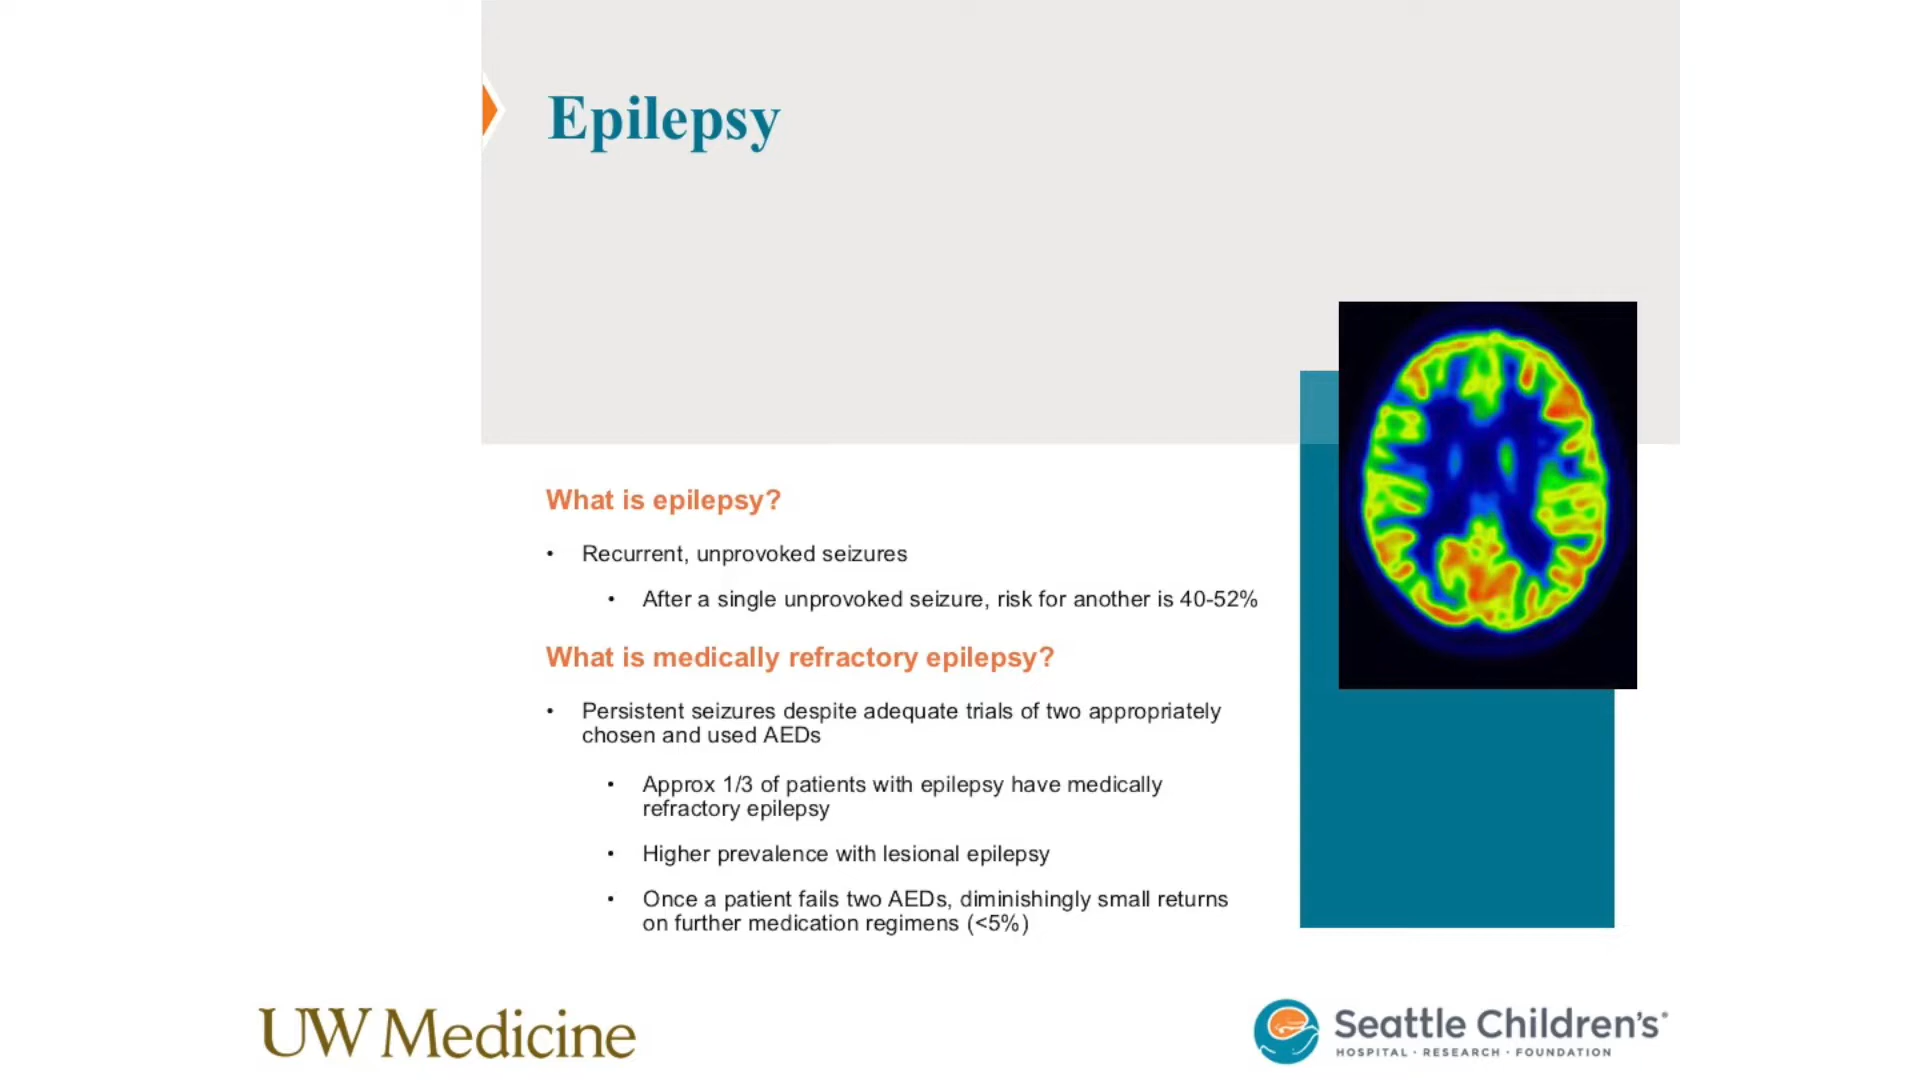 Epilepsy
What is epilepsy?
• Recurrent, unprovoked seizures
• After a single unprovoked seizure, risk for another is 40-52%
What is medically refractory epilepsy?
• Persistent seizures despite adequate trials of two appropriately
chosen and used AEDs
• Approx 1/3 of patients with epilepsy have medically
refractory epilepsy
• Higher prevalence with lesional epilepsy
• Once a patient fails two AEDs, diminishingly small returns
on further medication regimens (<5%)
UW Medicine
Seattle Children's
HOSPITAL · RESEARCH · FOUNDATION